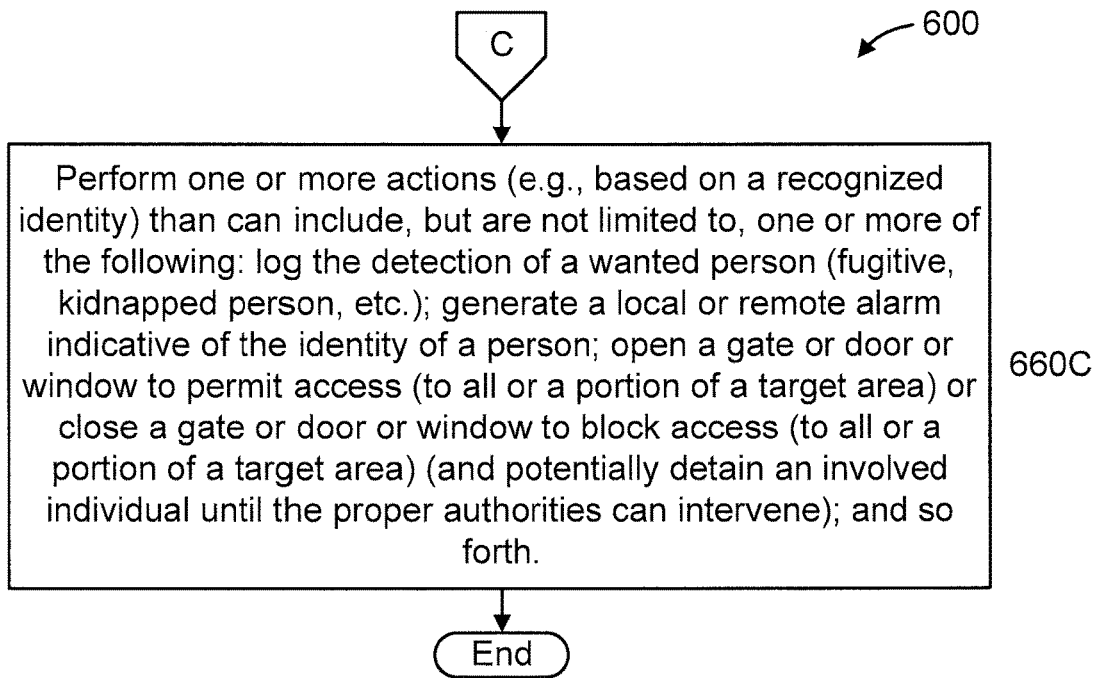 C
600
Perform one or more actions (e.g., based on a recognized
identity) than can include, but are not limited to, one or more of
the following: log the detection of a wanted person (fugitive,
kidnapped person, etc.); generate a local or remote alarm
indicative of the identity of a person; open a gate or door or
window to permit access (to all or a portion of a target area) or
close a gate or door or window to block access (to all or a
portion of a target area) (and potentially detain an involved
individual until the proper authorities can intervene); and so
forth.
660C
End